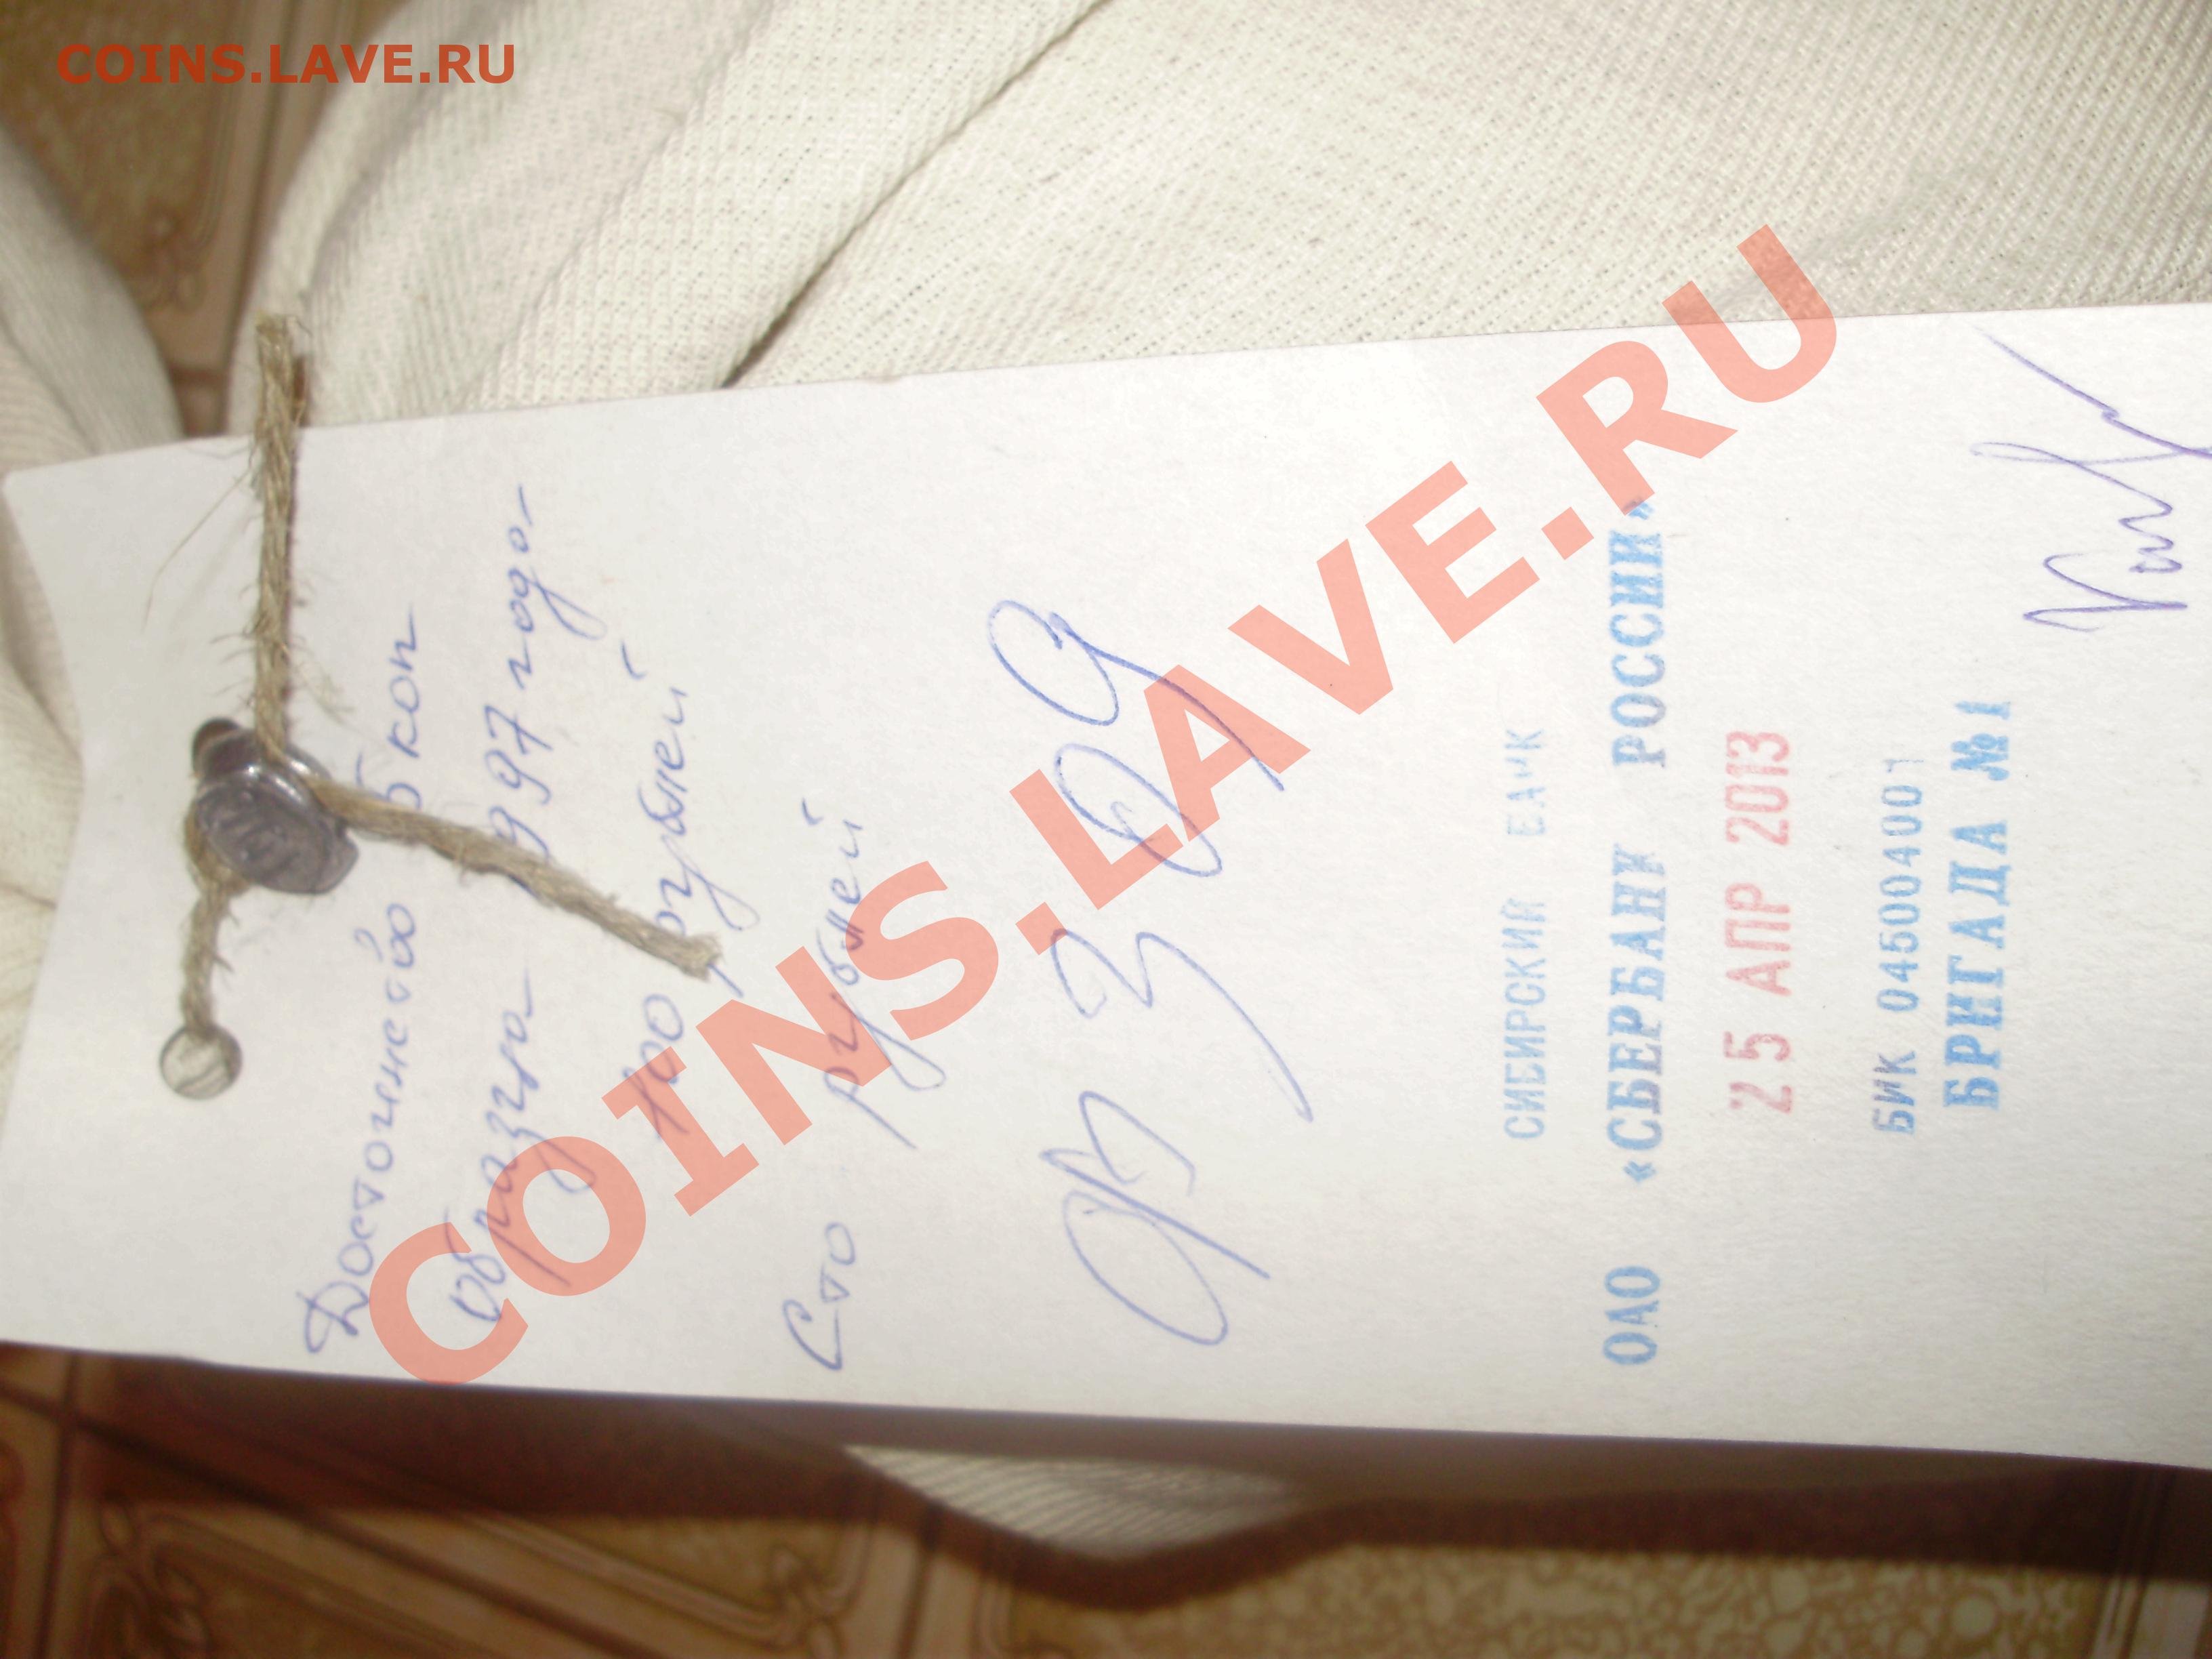 COINS.LAVE.RU
Достоинство 5 коп
образца 1997 года
100 рублей
Сто рублей
СИБИРСКИЙ БАНК
ОАО «СБЕРБАНК РОССИИ»
25 АПР 2013
БИК 045004001
БРИГАДА №1
COINS.LAVE.RU